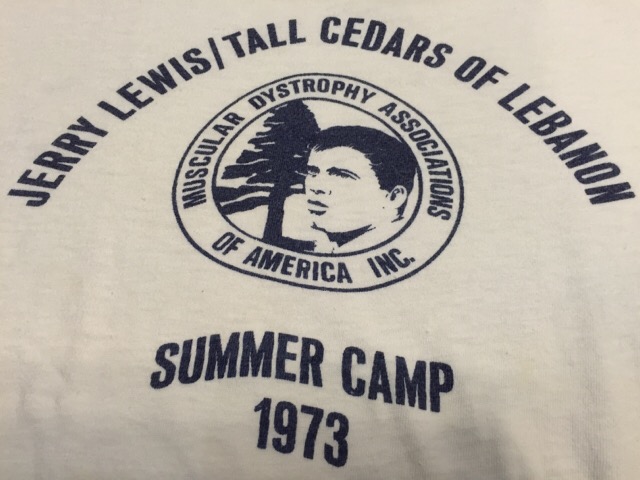 JERRY LEWIS/TALL CEDARS OF LEBANON
MUSCULAR DYSTROPHY ASSOCIATIONS
OF AMERICA INC.
SUMMER CAMP
1973